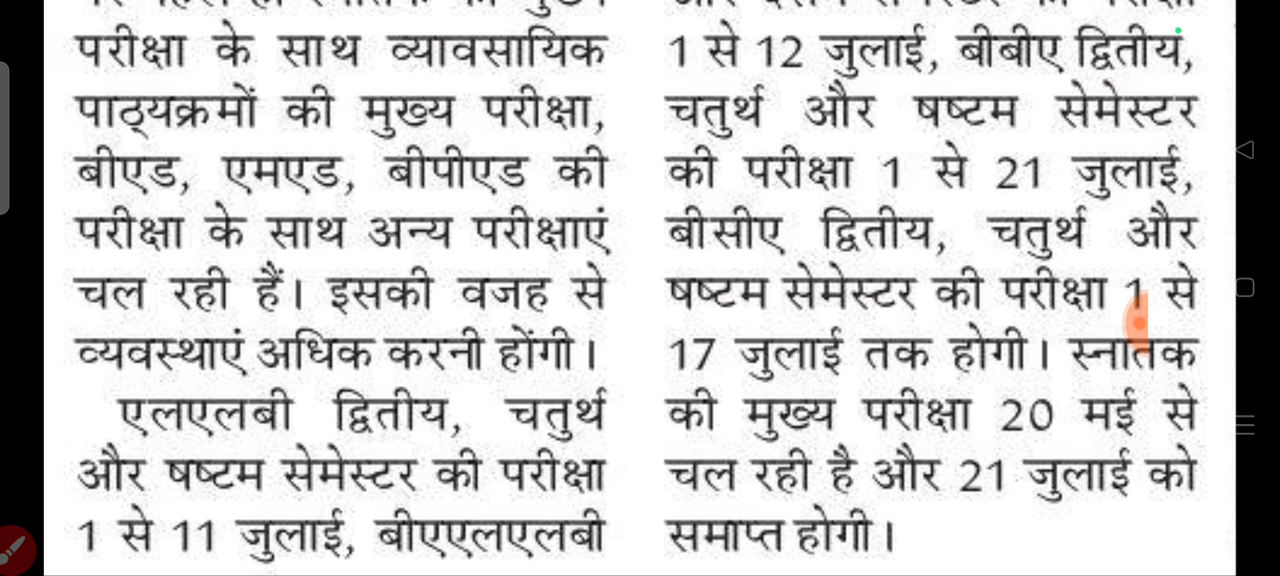 परीक्षा के साथ व्यावसायिक
पाठ्यक्रमों की मुख्य परीक्षा,
बीएड, एमएड, बीपीएड की
परीक्षा के साथ अन्य परीक्षाएं
चल रही हैं। इसकी वजह से
व्यवस्थाएं अधिक करनी होंगी।
एलएलबी द्वितीय, चतुर्थ
और षष्टम सेमेस्टर की परीक्षा
1 से 11 जुलाई, बीएएलएलबी
1 से 12 जुलाई, बीबीए द्वितीय,
चतुर्थ और षष्टम सेमेस्टर
की परीक्षा 1 से 21 जुलाई,
बीसीए द्वितीय, चतुर्थ और
षष्टम सेमेस्टर की परीक्षा 1 से
17 जुलाई तक होगी। स्नातक
की मुख्य परीक्षा 20 मई से
चल रही है और 21 जुलाई को
समाप्त होगी।